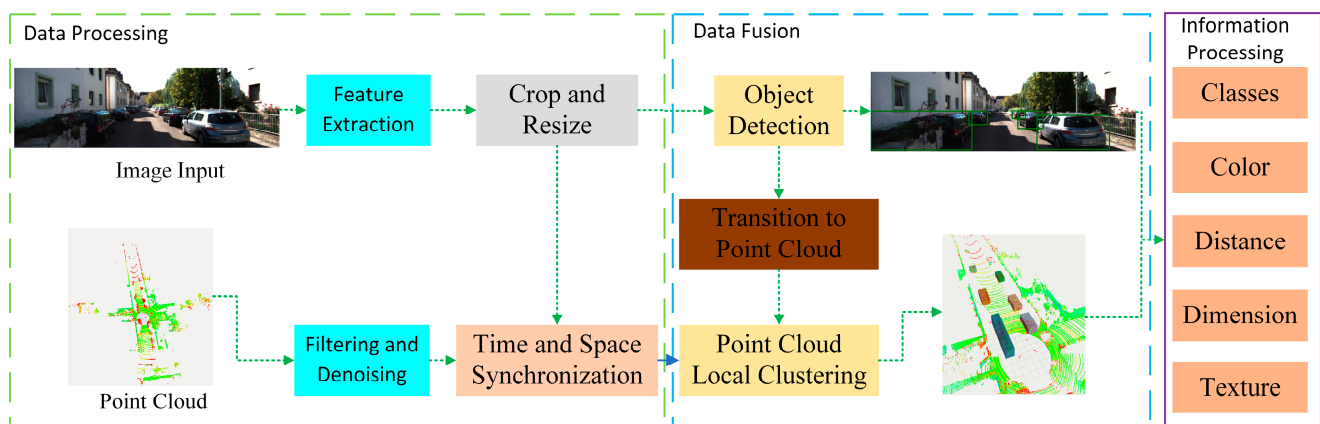 Data Processing
Data Fusion
Information
Processing
Feature
Extraction
Crop and
Resize
Object
Detection
Classes
Image Input
Color
Transition to
Point Cloud
Distance
Filtering and
Denoising
Time and Space
Synchronization
Point Cloud
Local Clustering
Dimension
Point Cloud
Texture